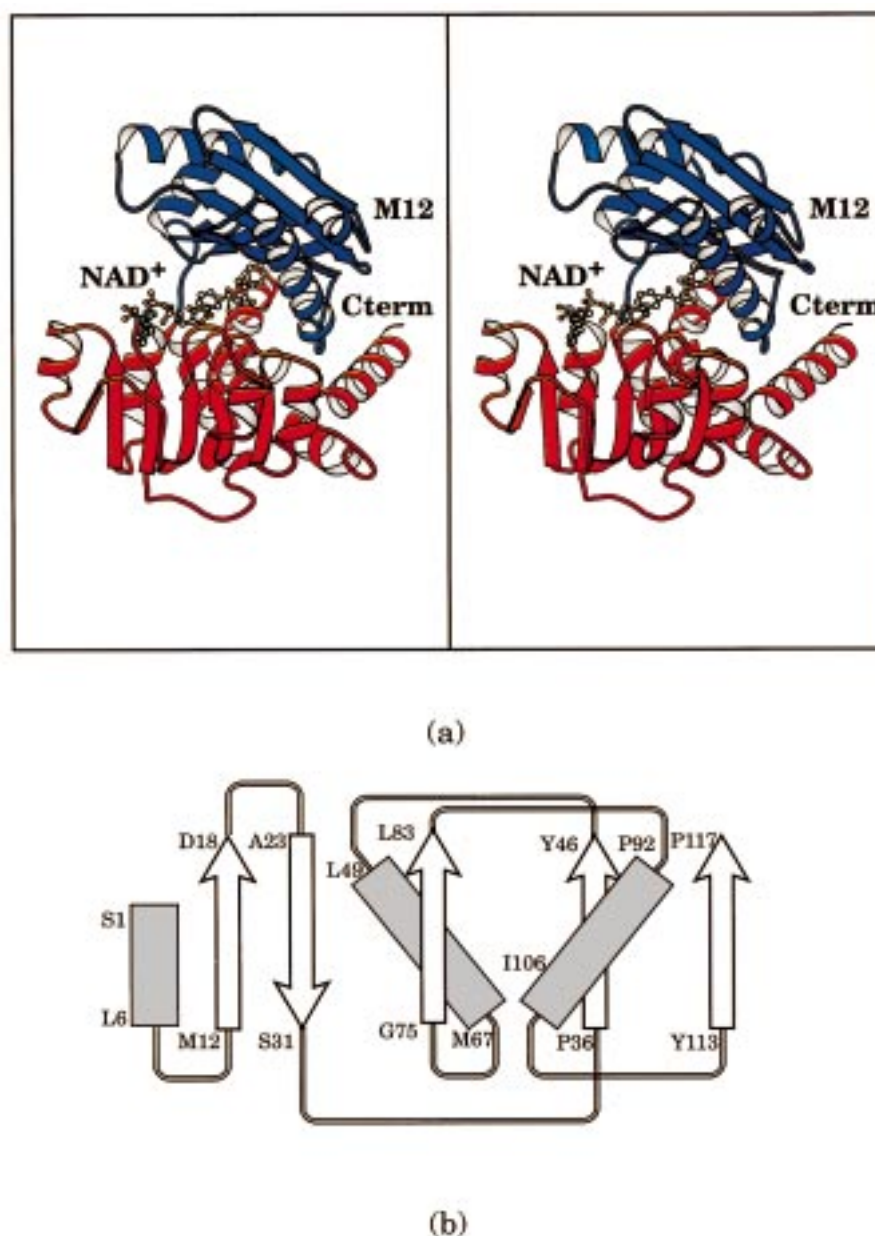 M12
NAD+
Cterm
M12
NAD+
Cterm
(a)
L83
D18
A23
Y46
P92
P117
L49
S1
I106
L6
M12
S31
G75
M67
P36
Y113
(b)